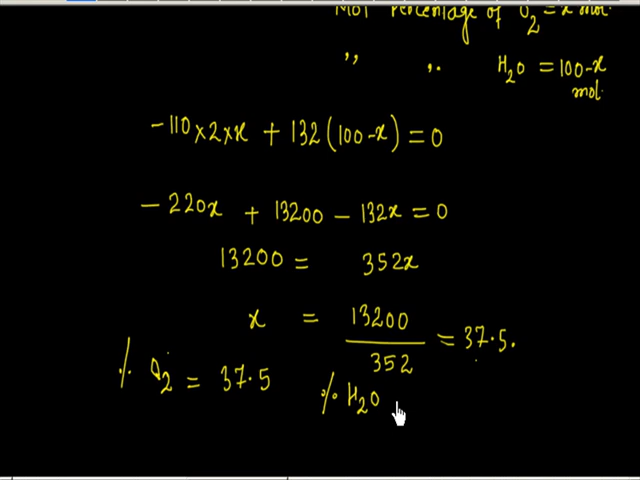 Mol Percentage of O2 = x mol.
" " H2O = 100-x
mol.
-110×2×x + 132(100-x) = 0
-220x + 13200 - 132x = 0
13200 = 352x
x = 13200/352 = 37.5.
% O2 = 37.5 % H2O